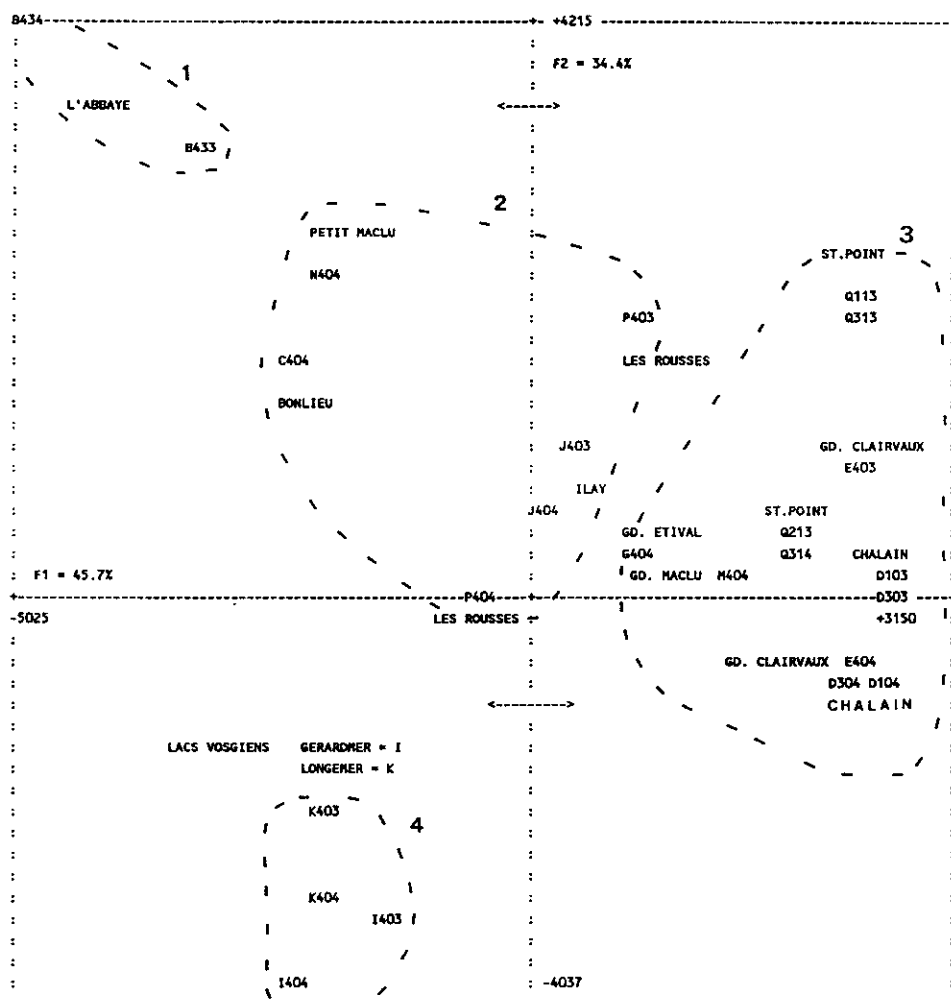 B434 +4215
F2 = 34.4%
1
L'ABBAYE
B433
2
PETIT MACLU
3
ST.POINT
N404
Q113
P403 Q313
C404 LES ROUSSES
BONLIEU
J403 GD. CLAIRVAUX
E403
ILAY
J404 ST.POINT
GD. ETIVAL Q213
G404 Q314 CHALAIN
F1 = 45.7% GD. MACLU M404 D103
P404 D303
-5025 LES ROUSSES +3150
GD. CLAIRVAUX E404
D304 D104
CHALAIN
LACS VOSGIENS GERARDMER = I
LONGEMER = K
K403
4
K404
I403
I404 -4037